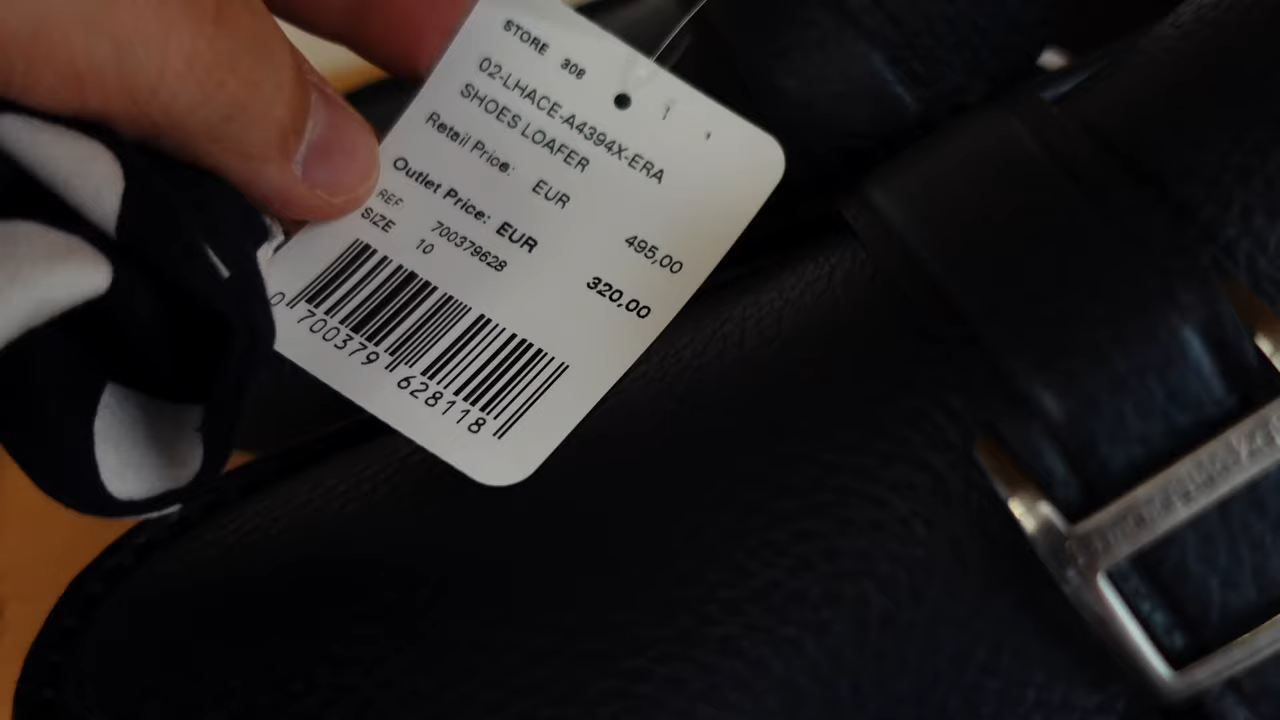 STORE 308
02-LHACE-A4394X-ERA
SHOES LOAFER
Retail Price: EUR 495,00
Outlet Price: EUR 320,00
REF 700379628
SIZE 10
0 700379 628118